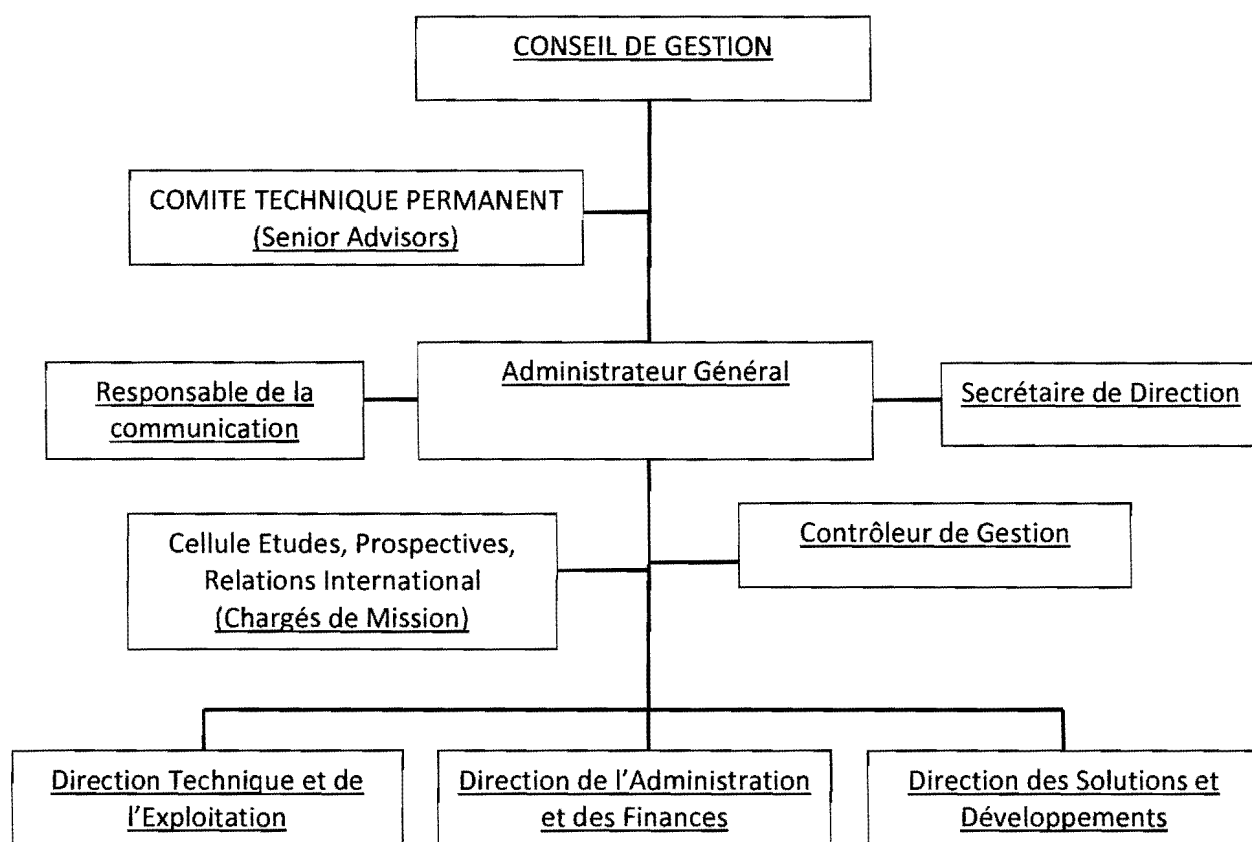 CONSEIL DE GESTION
COMITE TECHNIQUE PERMANENT
(Senior Advisors)
Administrateur Général
Responsable de la
communication
Secrétaire de Direction
Cellule Etudes, Prospectives,
Relations International
(Chargés de Mission)
Contrôleur de Gestion
Direction Technique et de
l'Exploitation
Direction de l'Administration
et des Finances
Direction des Solutions et
Développements